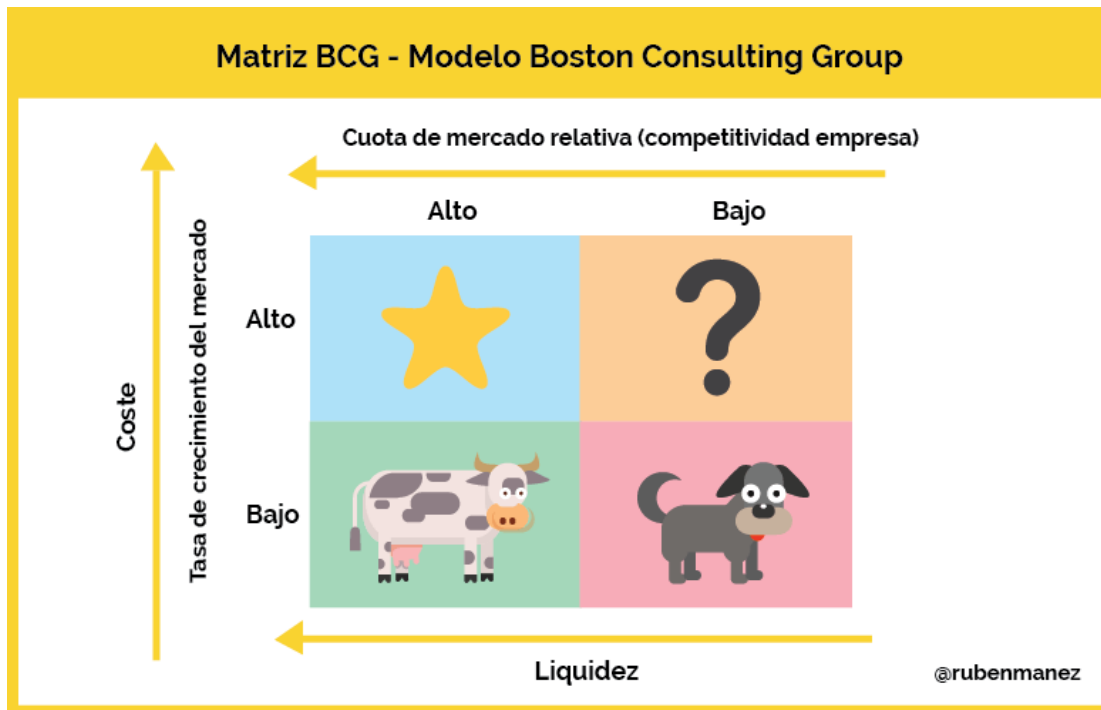 Matriz BCG - Modelo Boston Consulting Group
Cuota de mercado relativa (competitividad empresa)
Alto
Bajo
Coste
Tasa de crecimiento del mercado
Alto
?
Bajo
Liquidez
@rubenmanez